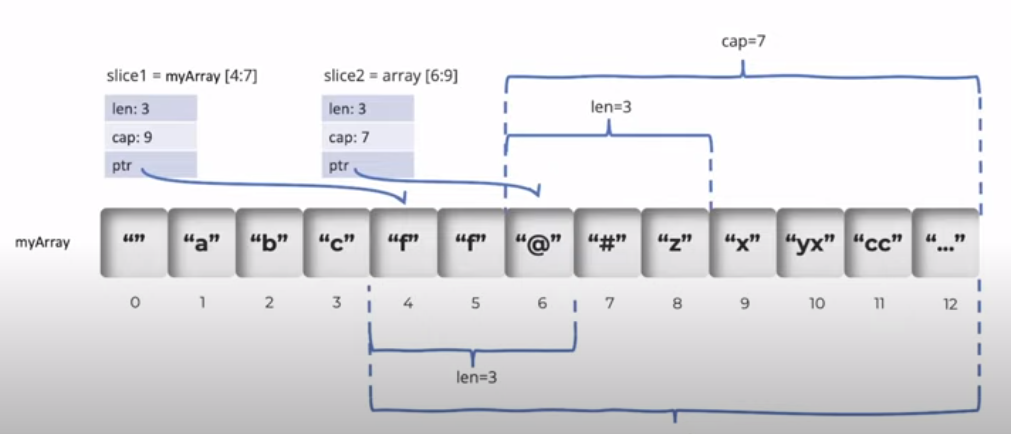 cap=7
slice1 = myArray [4:7]
slice2 = array [6:9]
len: 3
cap: 9
ptr
len: 3
cap: 7
ptr
len=3
myArray
“” “a” “b” “c” “f” “f” “@” “#” “z” “x” “yx” “cc” “...”
0 1 2 3 4 5 6 7 8 9 10 11 12
len=3